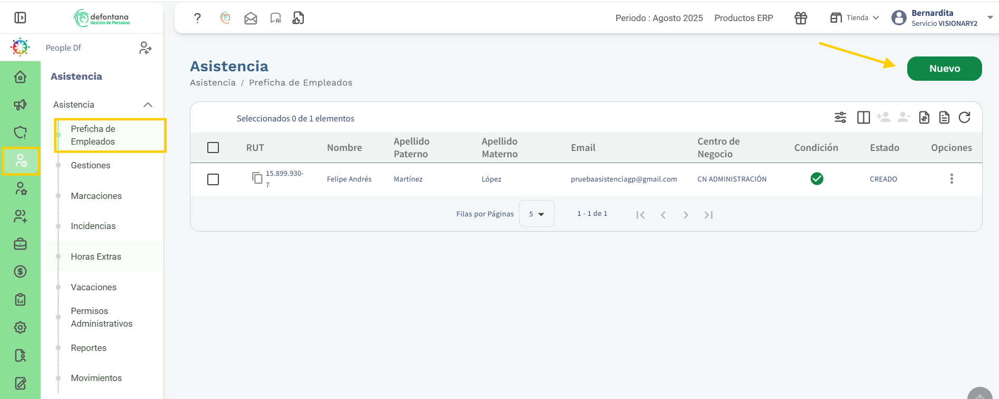 defontana
Gestión de Personas
?
AI
Periodo : Agosto 2025
Productos ERP
Tienda
Bernardita
Servicio VISIONARY2
People Df
Asistencia
Asistencia
Preficha de
Empleados
Gestiones
Marcaciones
Incidencias
Horas Extras
Vacaciones
Permisos
Administrativos
Reportes
Movimientos
Asistencia
Asistencia / Preficha de Empleados
Nuevo
Seleccionados 0 de 1 elementos
RUT
Nombre
Apellido
Paterno
Apellido
Materno
Email
Centro de
Negocio
Condición
Estado
Opciones
15.899.930-
7
Felipe Andrés
Martínez
López
pruebaasistenciagp@gmail.com
CN ADMINISTRACIÓN
CREADO
Filas por Páginas
5
1 - 1 de 1